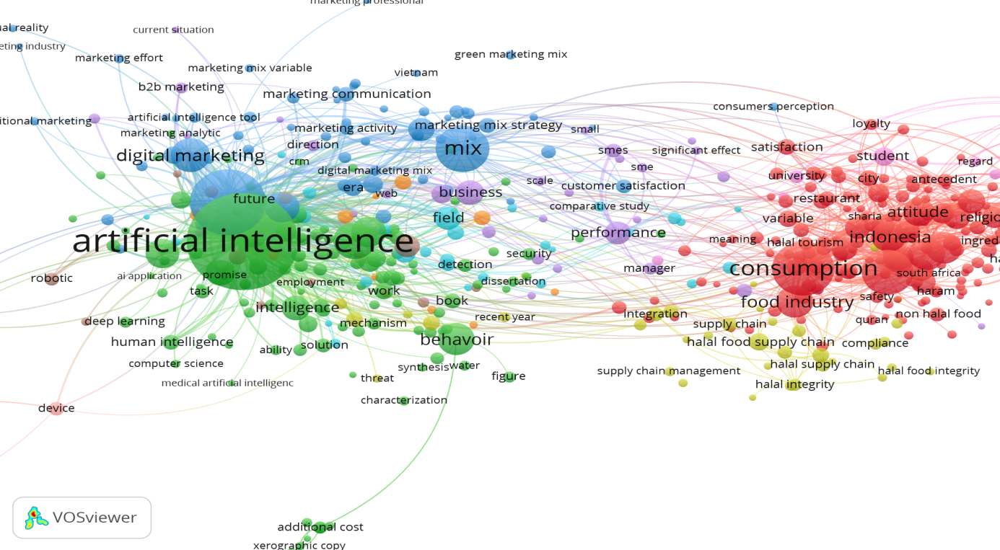 marketing professional
ual reality
current situation
eting industry
marketing effort
green marketing mix
marketing mix variable
vietnam
b2b marketing
marketing communication
consumers perception
artificial intelligence tool
itional marketing
loyalty
marketing mix strategy
marketing activity
small
marketing analytic
direction
mix
satisfaction
smes
significant effect
digital marketing
student
crm
regard
sme
digital marketing mix
university
city
antecedent
scale
customer satisfaction
era
web
business
future
restaurant
comparative study
field
variable
sharia
attitude
religio
performance
artificial intelligence
meaning
halal tourism
indonesia
ingred
security
ha
detection
manager
consumption
south africa
robotic
ai application
promise
employment
dissertation
task
work
safety
haram
book
food industry
intelligence
integration
non halal food
deep learning
mechanism
recent year
supply chain
quran
human intelligence
ability
solution
behavoir
halal food supply chain
compliance
computer science
synthesis
water
halal supply chain
supply chain management
halal food integrity
threat
figure
medical artificial intelligenc
halal integrity
characterization
device
VOSviewer
additional cost
xerographic copy